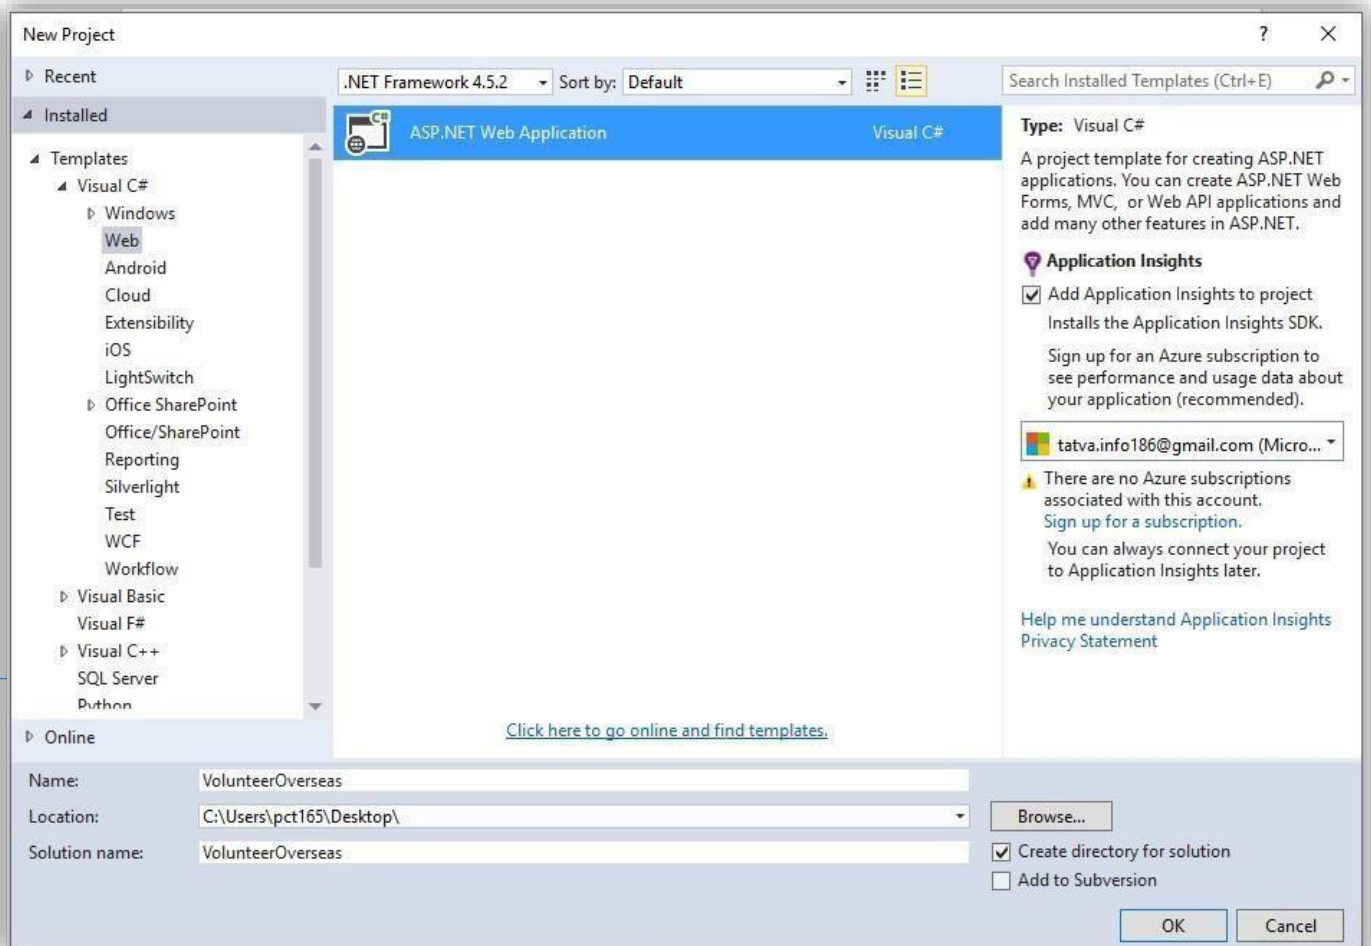 New Project
?
Recent
.NET Framework 4.5.2
Sort by: Default
Search Installed Templates (Ctrl+E)
Installed
Templates
Visual C#
Windows
Web
Android
Cloud
Extensibility
iOS
LightSwitch
Office SharePoint
Office/SharePoint
Reporting
Silverlight
Test
WCF
Workflow
Visual Basic
Visual F#
Visual C++
SQL Server
Python
Online
C#
ASP.NET Web Application
Visual C#
Click here to go online and find templates.
Type: Visual C#
A project template for creating ASP.NET
applications. You can create ASP.NET Web
Forms, MVC, or Web API applications and
add many other features in ASP.NET.
Application Insights
Add Application Insights to project
Installs the Application Insights SDK.
Sign up for an Azure subscription to
see performance and usage data about
your application (recommended).
tatva.info186@gmail.com (Micro...
There are no Azure subscriptions
associated with this account.
Sign up for a subscription.
You can always connect your project
to Application Insights later.
Help me understand Application Insights
Privacy Statement
Name: VolunteerOverseas
Location: C:\Users\pct165\Desktop\
Browse...
Solution name: VolunteerOverseas
Create directory for solution
Add to Subversion
OK
Cancel